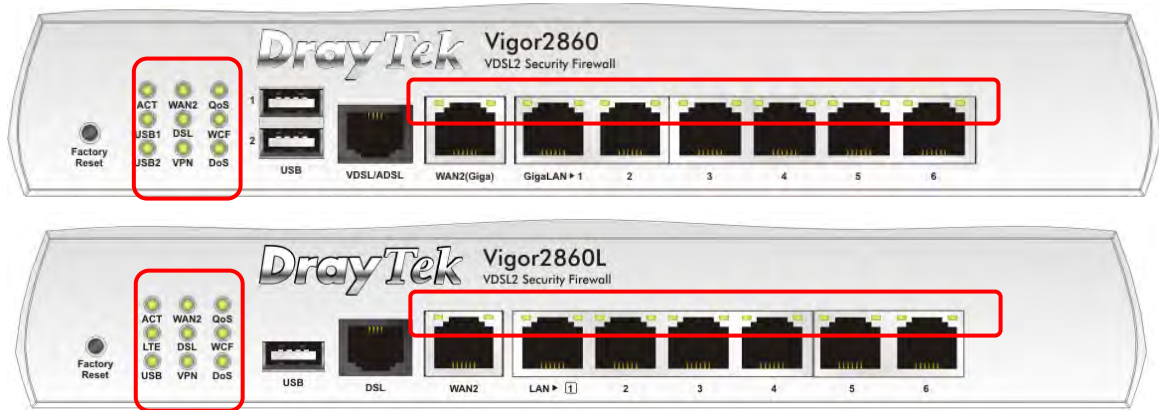 DrayTek Vigor2860
VDSL2 Security Firewall
ACT WAN2 QoS
USB1 DSL WCF
USB2 VPN DoS
Factory Reset
1
2
USB
VDSL/ADSL
WAN2(Giga)
GigaLAN ▶ 1 2 3 4 5 6
DrayTek Vigor2860L
VDSL2 Security Firewall
ACT WAN2 QoS
LTE DSL WCF
USB VPN DoS
Factory Reset
USB
DSL
WAN2
LAN ▶ 1 2 3 4 5 6